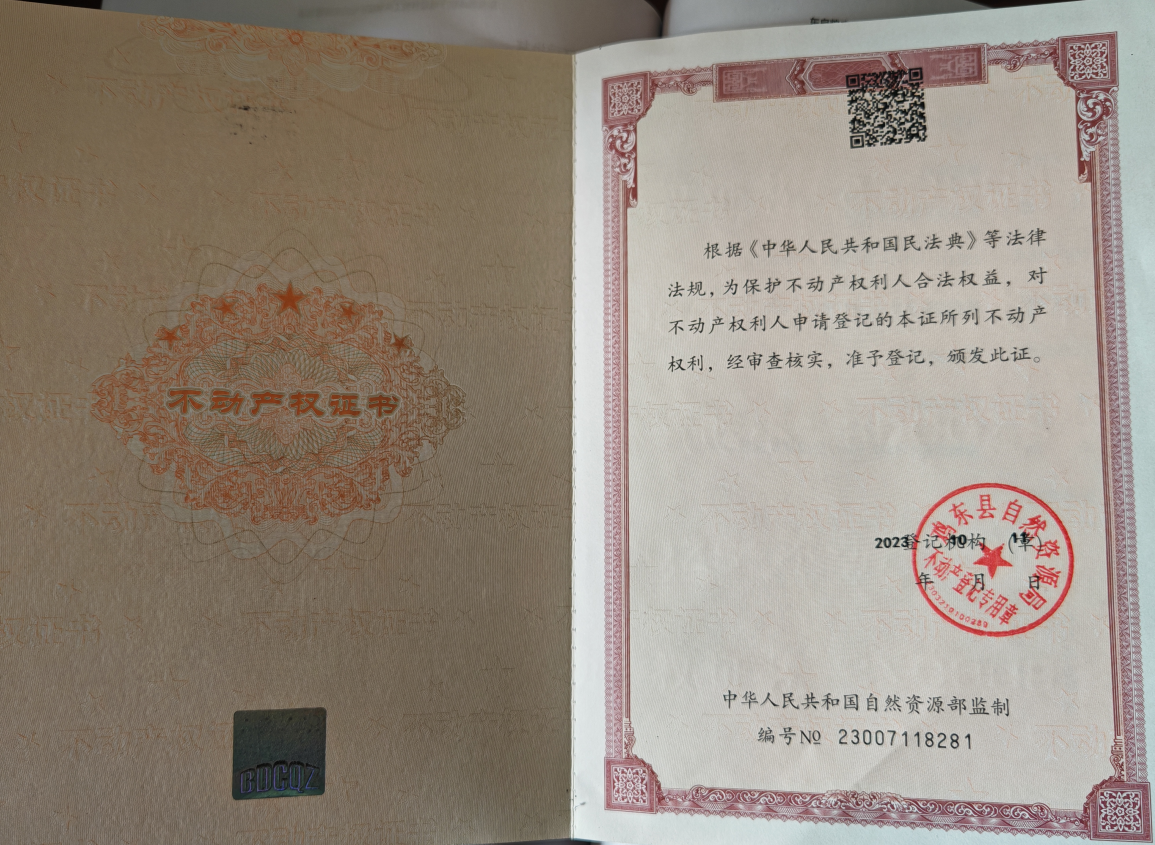 不动产权证书
CDCQZ
根据《中华人民共和国民法典》等法律
法规，为保护不动产权利人合法权益，对
不动产权利人申请登记的本证所列不动产
权利，经审查核实，准予登记，颁发此证。
登记机构（章）
2023 10 11
年 月 日
东县自然资源局
不动产登记专用章
中华人民共和国自然资源部监制
编号№ 23007118281